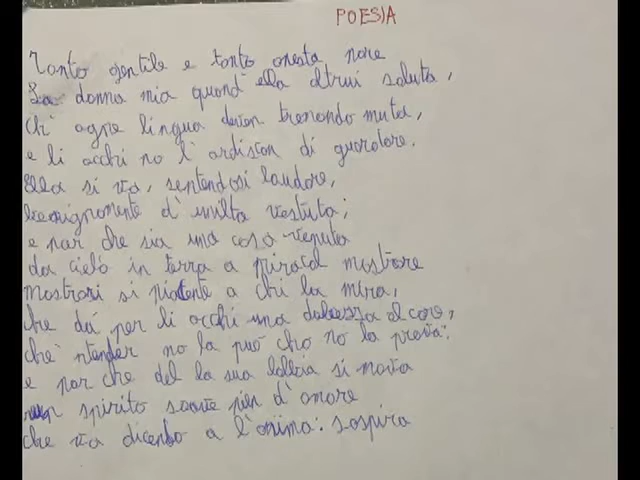 POESIA
Tanto gentile e tanto onesta pare
La donna mia quand' ella altrui saluta,
Ch' ogne lingua deven tremando muta,
e li occhi no l' ardiscon di guardare.
Ella si va, sentendosi laudare,
benignamente d' umiltà vestuta;
e par che sia una cosa venuta
da cielo in terra a miracol mostrare
mostrasi si piacente a chi la mira,
che dà per li occhi una dolcezza al core,
che 'ntender no la può chi no la prova:
e par che de la sua labbia si mova
un spirito soave pien d' amore
che va dicendo a l' anima: sospira